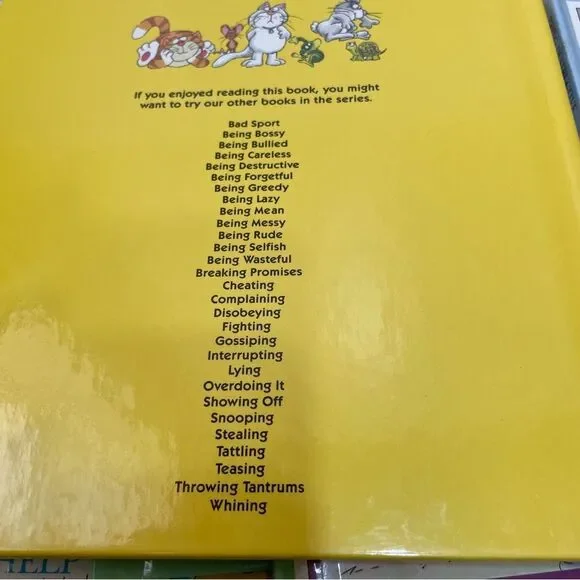 If you enjoyed reading this book, you might
want to try our other books in the series.
Bad Sport
Being Bossy
Being Bullied
Being Careless
Being Destructive
Being Forgetful
Being Greedy
Being Lazy
Being Mean
Being Messy
Being Rude
Being Selfish
Being Wasteful
Breaking Promises
Cheating
Complaining
Disobeying
Fighting
Gossiping
Interrupting
Lying
Overdoing It
Showing Off
Snooping
Stealing
Tattling
Teasing
Throwing Tantrums
Whining
HELP